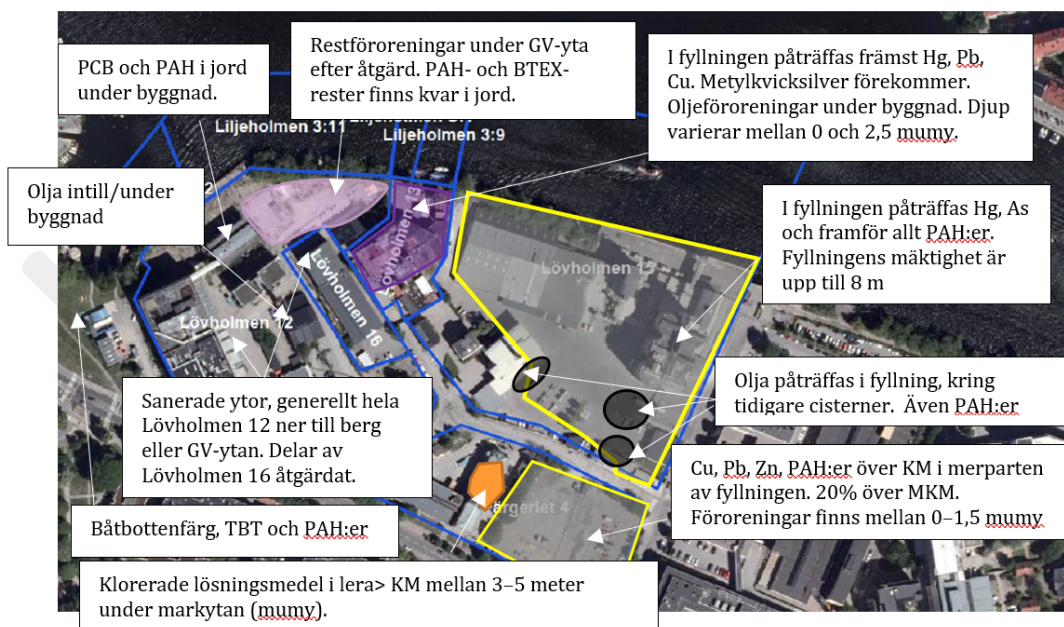 PCB och PAH i jord
under byggnad.
Restföroreningar under GV-yta
efter åtgärd. PAH- och BTEX-
rester finns kvar i jord.
I fyllningen påträffas främst Hg, Pb,
Cu. Metylkvicksilver förekommer.
Oljeföroreningar under byggnad. Djup
varierar mellan 0 och 2,5 mumy.
Liljeholmen 3:11
Liljeholmen 3:9
Olja intill/under
byggnad
2
I fyllningen påträffas Hg, As
och framför allt PAH:er.
Fyllningens mäktighet är
upp till 8 m
Lövholmen 13
Lövholmen 15
Lövholmen 16
Lövholmen 12
Sanerade ytor, generellt hela
Lövholmen 12 ner till berg
eller GV-ytan. Delar av
Lövholmen 16 åtgärdat.
Olja påträffas i fyllning, kring
tidigare cisterner. Även PAH:er
Cu, Pb, Zn, PAH:er över KM i merparten
av fyllningen. 20% över MKM.
Föroreningar finns mellan 0–1,5 mumy
ärgeriet 4
Båtbottenfärg, TBT och PAH:er
Klorerade lösningsmedel i lera> KM mellan 3–5 meter
under markytan (mumy).